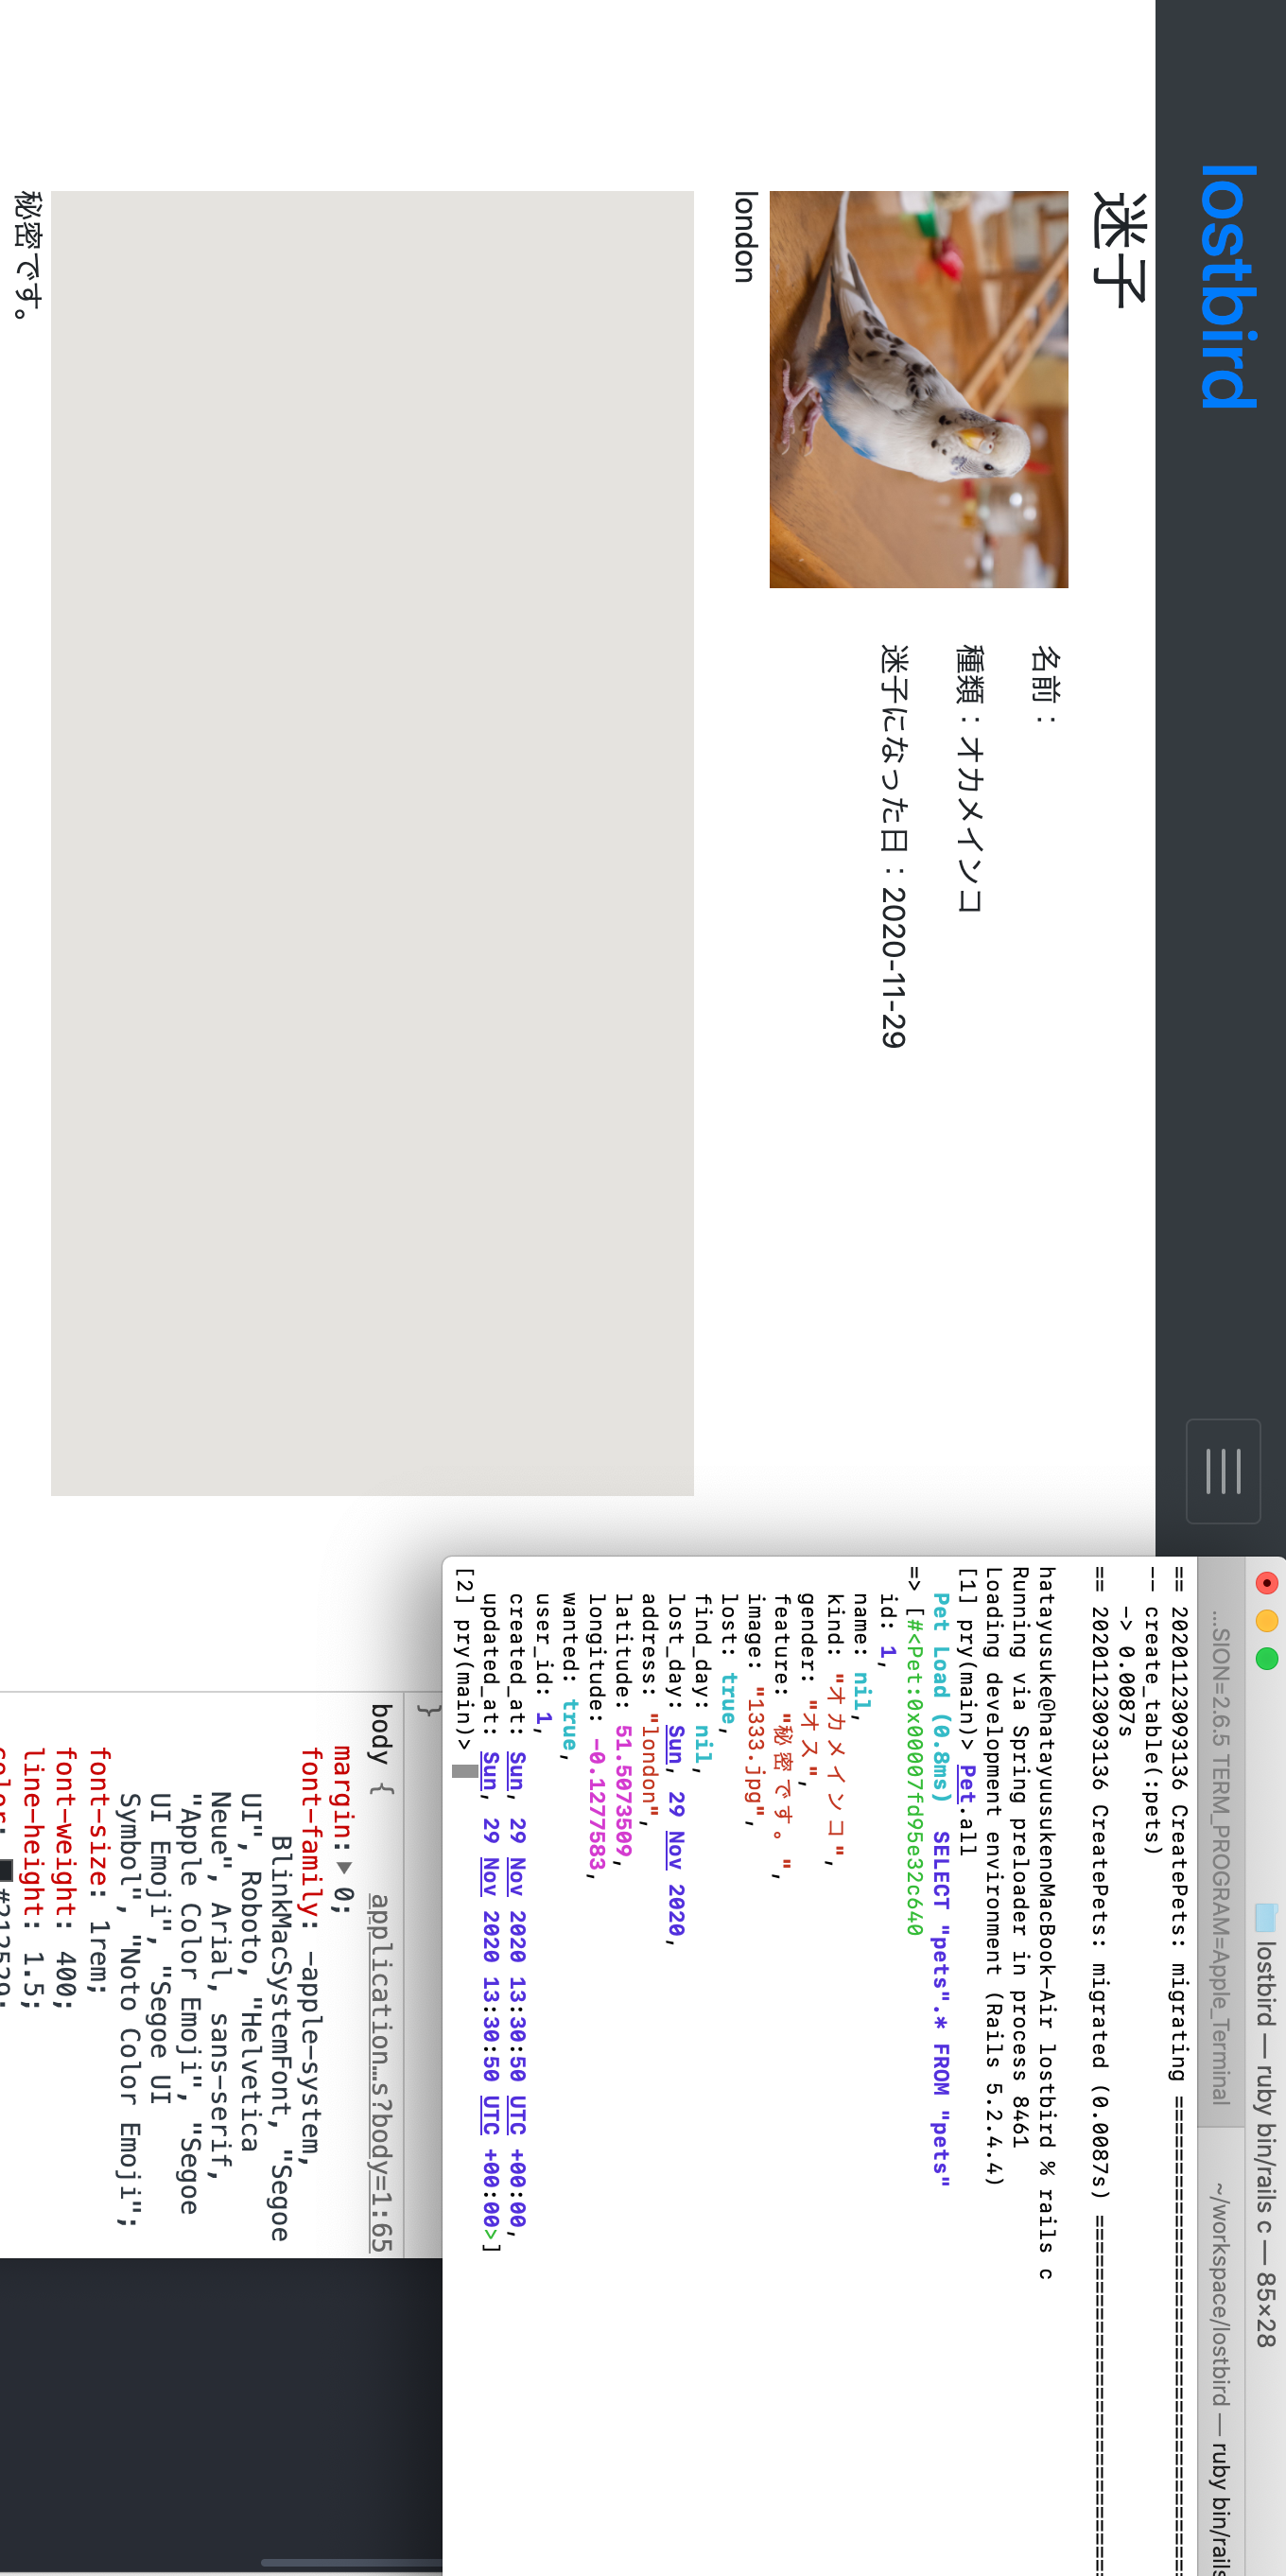 lostbird
迷子
名前：
種類：オカメインコ
迷子になった日：2020-11-29
london
秘密です。
lostbird — ruby bin/rails c — 85×28
...SION=2.6.5 TERM_PROGRAM=Apple_Terminal
~/workspace/lostbird — ruby bin/rails
== 20201123093136 CreatePets: migrating ======================================
-- create_table(:pets)
   -> 0.0087s
== 20201123093136 CreatePets: migrated (0.0087s) =============================
hatayusuke@hatayuusukenoMacBook-Air lostbird % rails c
Running via Spring preloader in process 8461
Loading development environment (Rails 5.2.4.4)
[1] pry(main)> Pet.all
  Pet Load (0.8ms)  SELECT "pets".* FROM "pets"
=> [#<Pet:0x00007fd95e32c640
  id: 1,
  name: nil,
  kind: "オカメインコ",
  gender: "オス",
  feature: "秘密です。",
  image: "1333.jpg",
  lost: true,
  find_day: nil,
  lost_day: Sun, 29 Nov 2020,
  address: "london",
  latitude: 51.5073509,
  longitude: -0.1277583,
  wanted: true,
  user_id: 1,
  created_at: Sun, 29 Nov 2020 13:30:50 UTC +00:00,
  updated_at: Sun, 29 Nov 2020 13:30:50 UTC +00:00>]
[2] pry(main)>
}
body { application…s?body=1:65
margin: ▶ 0;
font-family: -apple-system,
BlinkMacSystemFont, "Segoe
UI", Roboto, "Helvetica
Neue", Arial, sans-serif,
"Apple Color Emoji", "Segoe
UI Emoji", "Segoe UI
Symbol", "Noto Color Emoji";
font-size: 1rem;
font-weight: 400;
line-height: 1.5;
color: #212529;